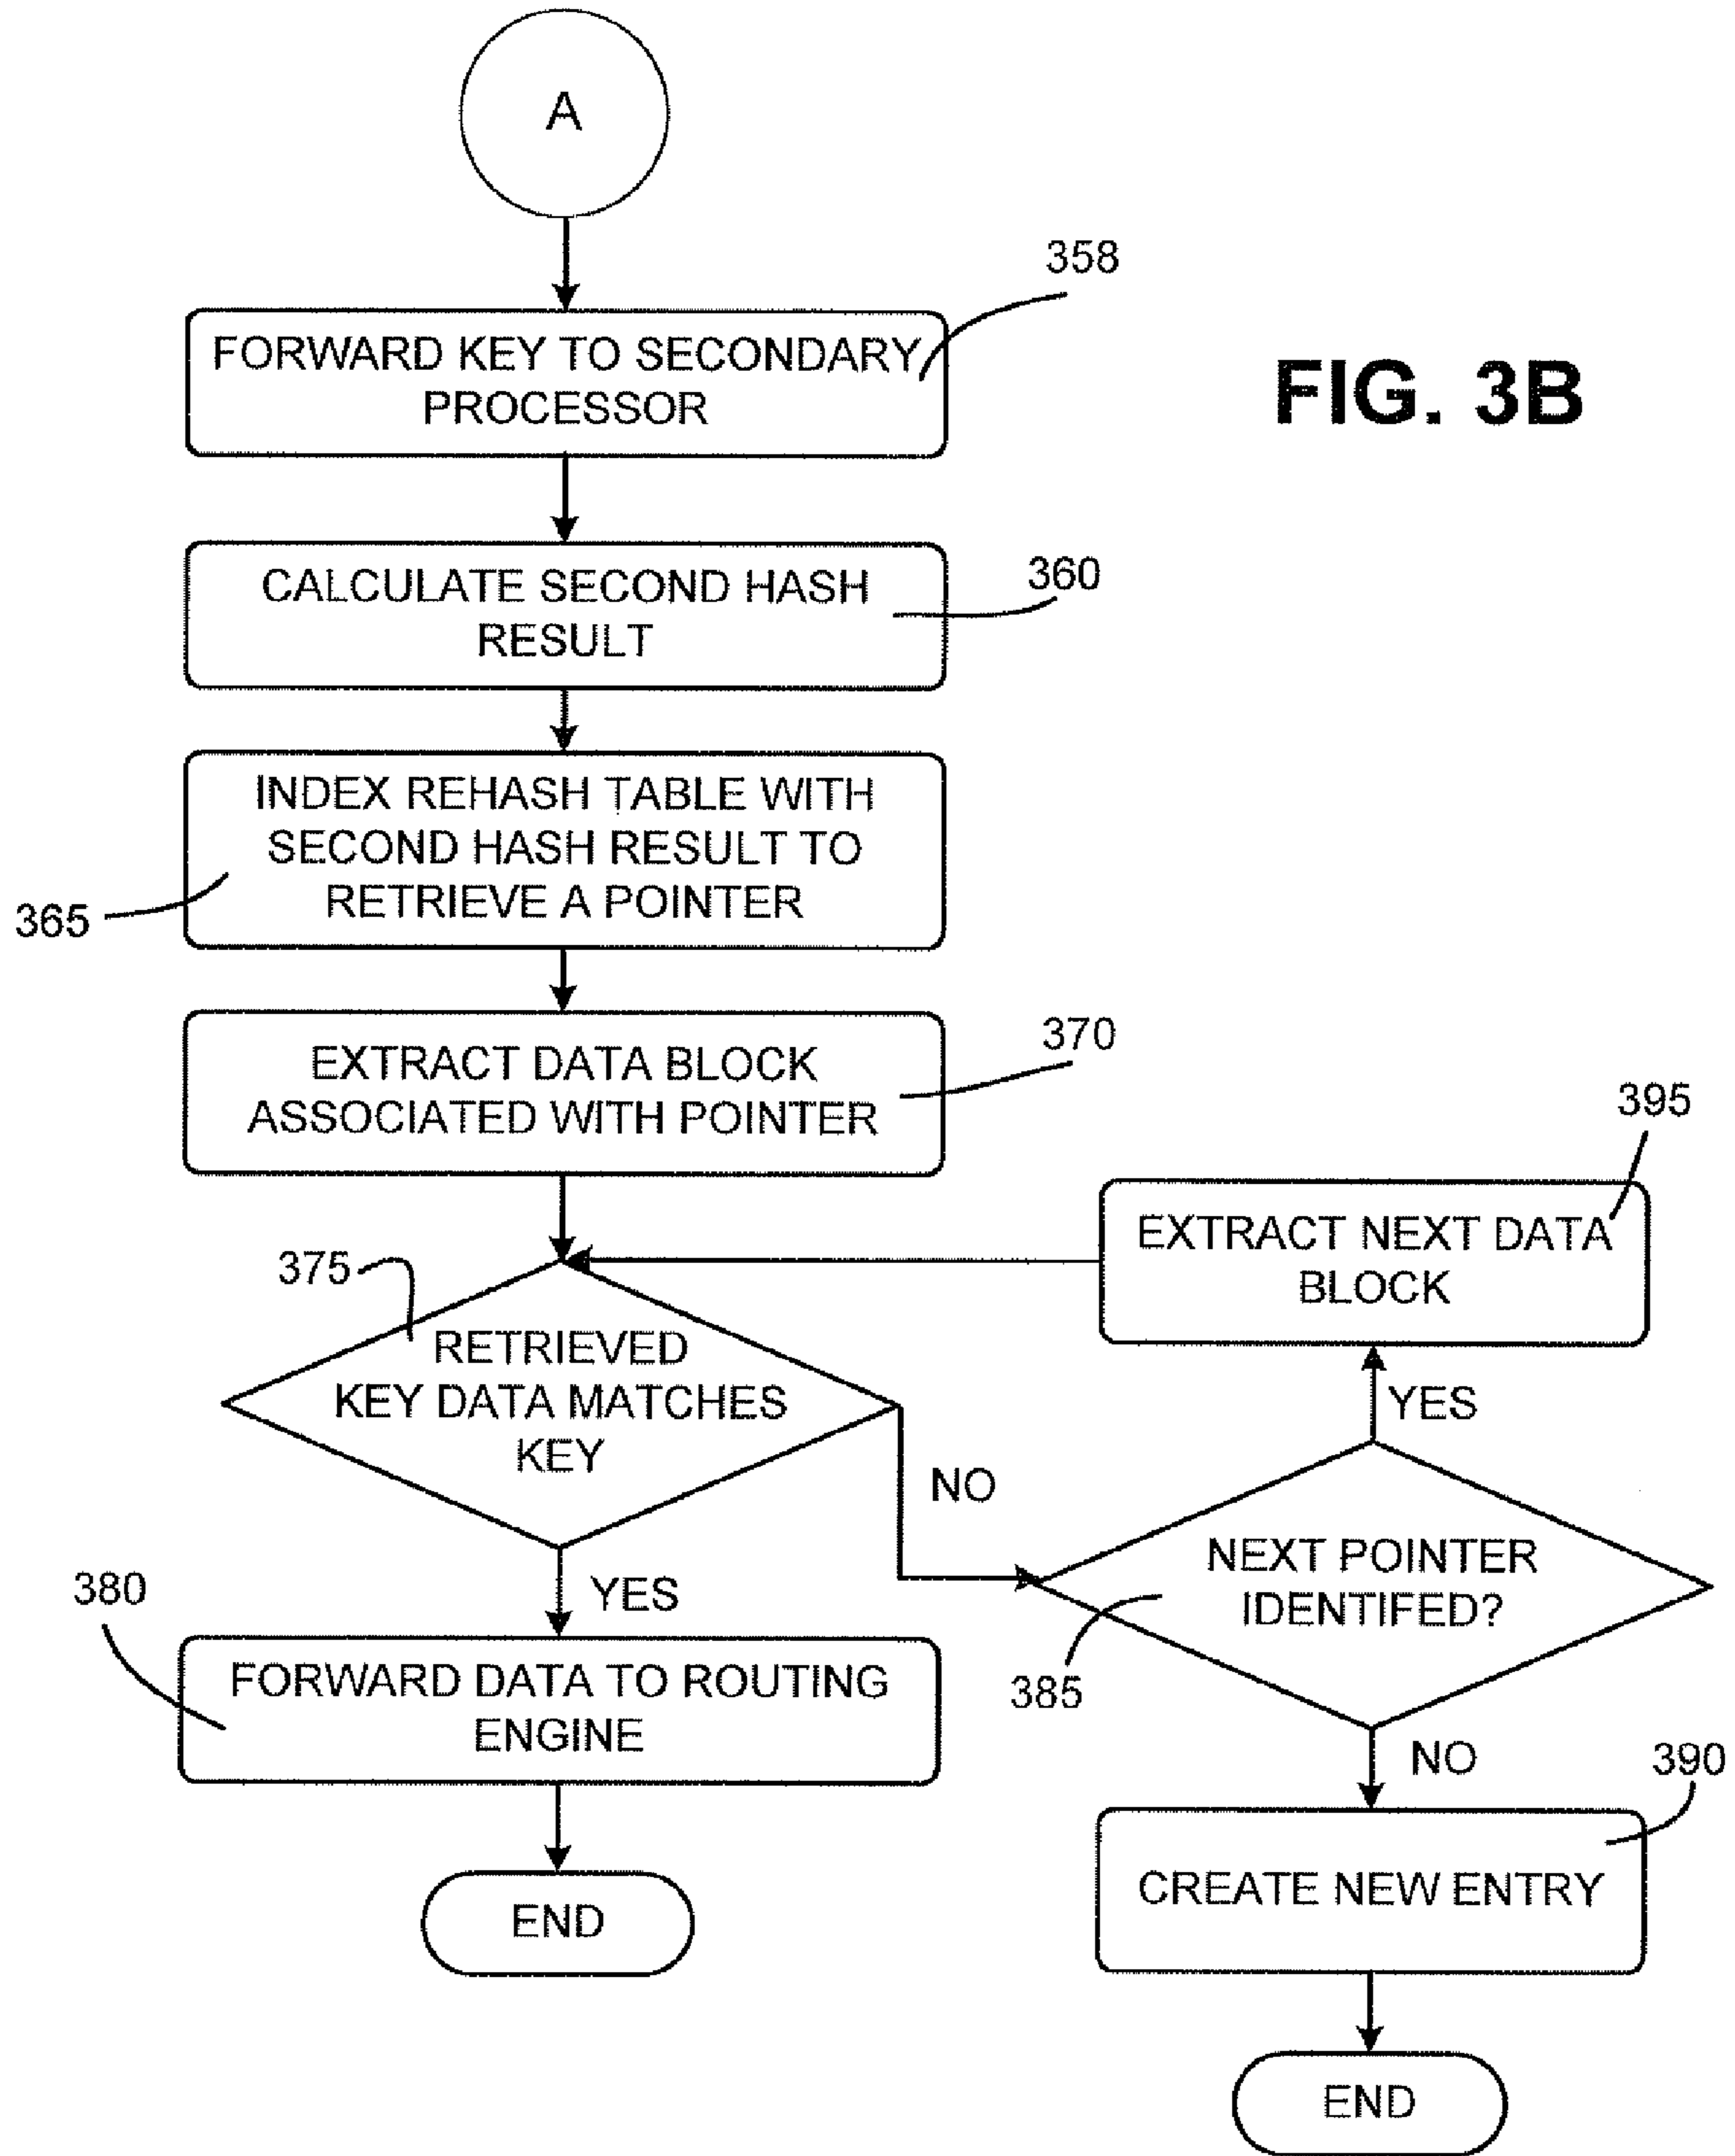 A
358
FORWARD KEY TO SECONDARY
PROCESSOR
FIG. 3B
CALCULATE SECOND HASH
RESULT
360
INDEX REHASH TABLE WITH
SECOND HASH RESULT TO
RETRIEVE A POINTER
365
EXTRACT DATA BLOCK
ASSOCIATED WITH POINTER
370
395
EXTRACT NEXT DATA
BLOCK
375
RETRIEVED
KEY DATA MATCHES
KEY
YES
NO
NEXT POINTER
IDENTIFED?
385
YES
380
FORWARD DATA TO ROUTING
ENGINE
NO
390
CREATE NEW ENTRY
END
END